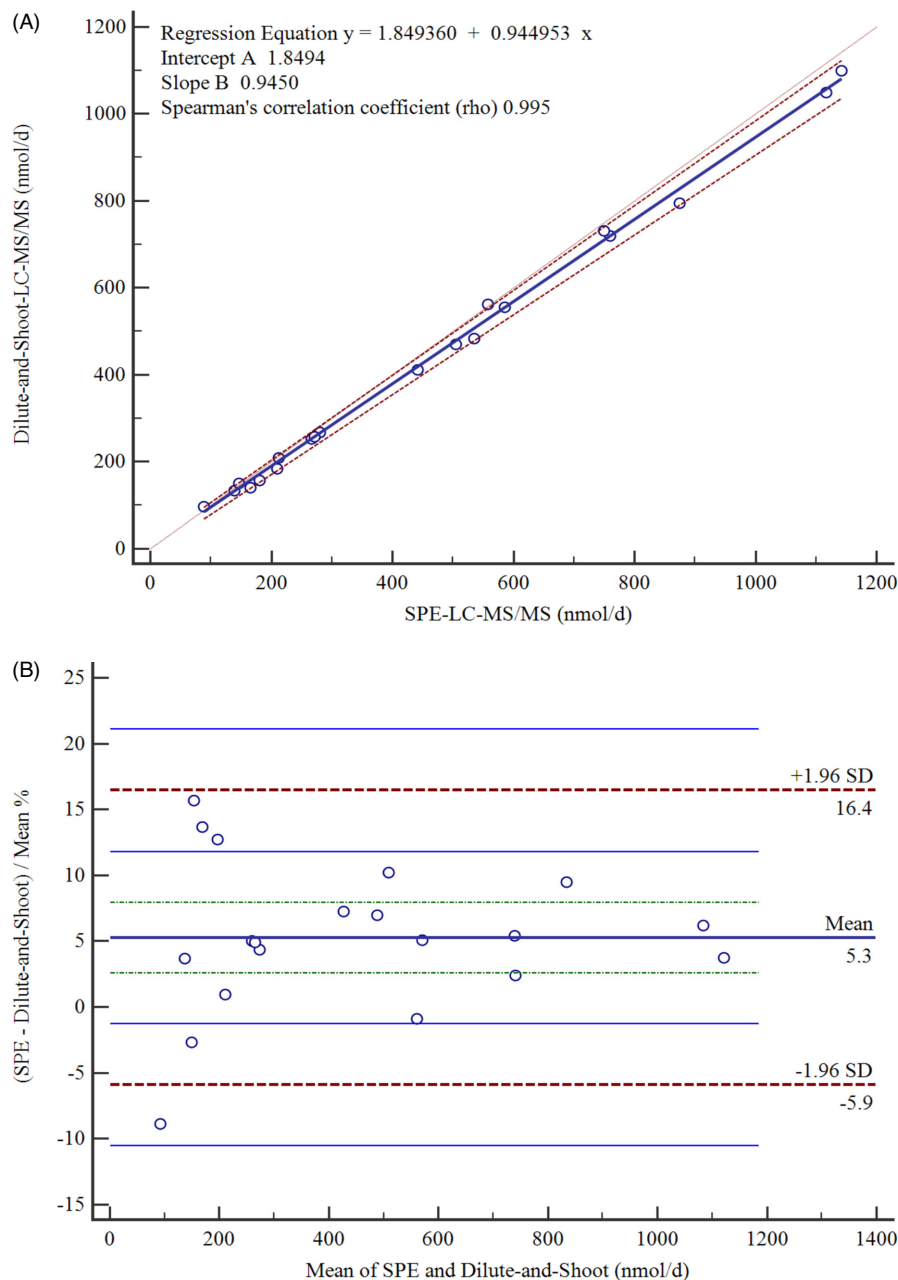 (A)
Regression Equation y = 1.849360 + 0.944953 x
Intercept A 1.8494
Slope B 0.9450
Spearman's correlation coefficient (rho) 0.995
Dilute-and-Shoot-LC-MS/MS (nmol/d)
1200
1000
800
600
400
200
0
0 200 400 600 800 1000 1200
SPE-LC-MS/MS (nmol/d)
(B)
(SPE - Dilute-and-Shoot) / Mean %
25
20
15
10
5
0
-5
-10
-15
+1.96 SD
16.4
Mean
5.3
-1.96 SD
-5.9
0 200 400 600 800 1000 1200 1400
Mean of SPE and Dilute-and-Shoot (nmol/d)